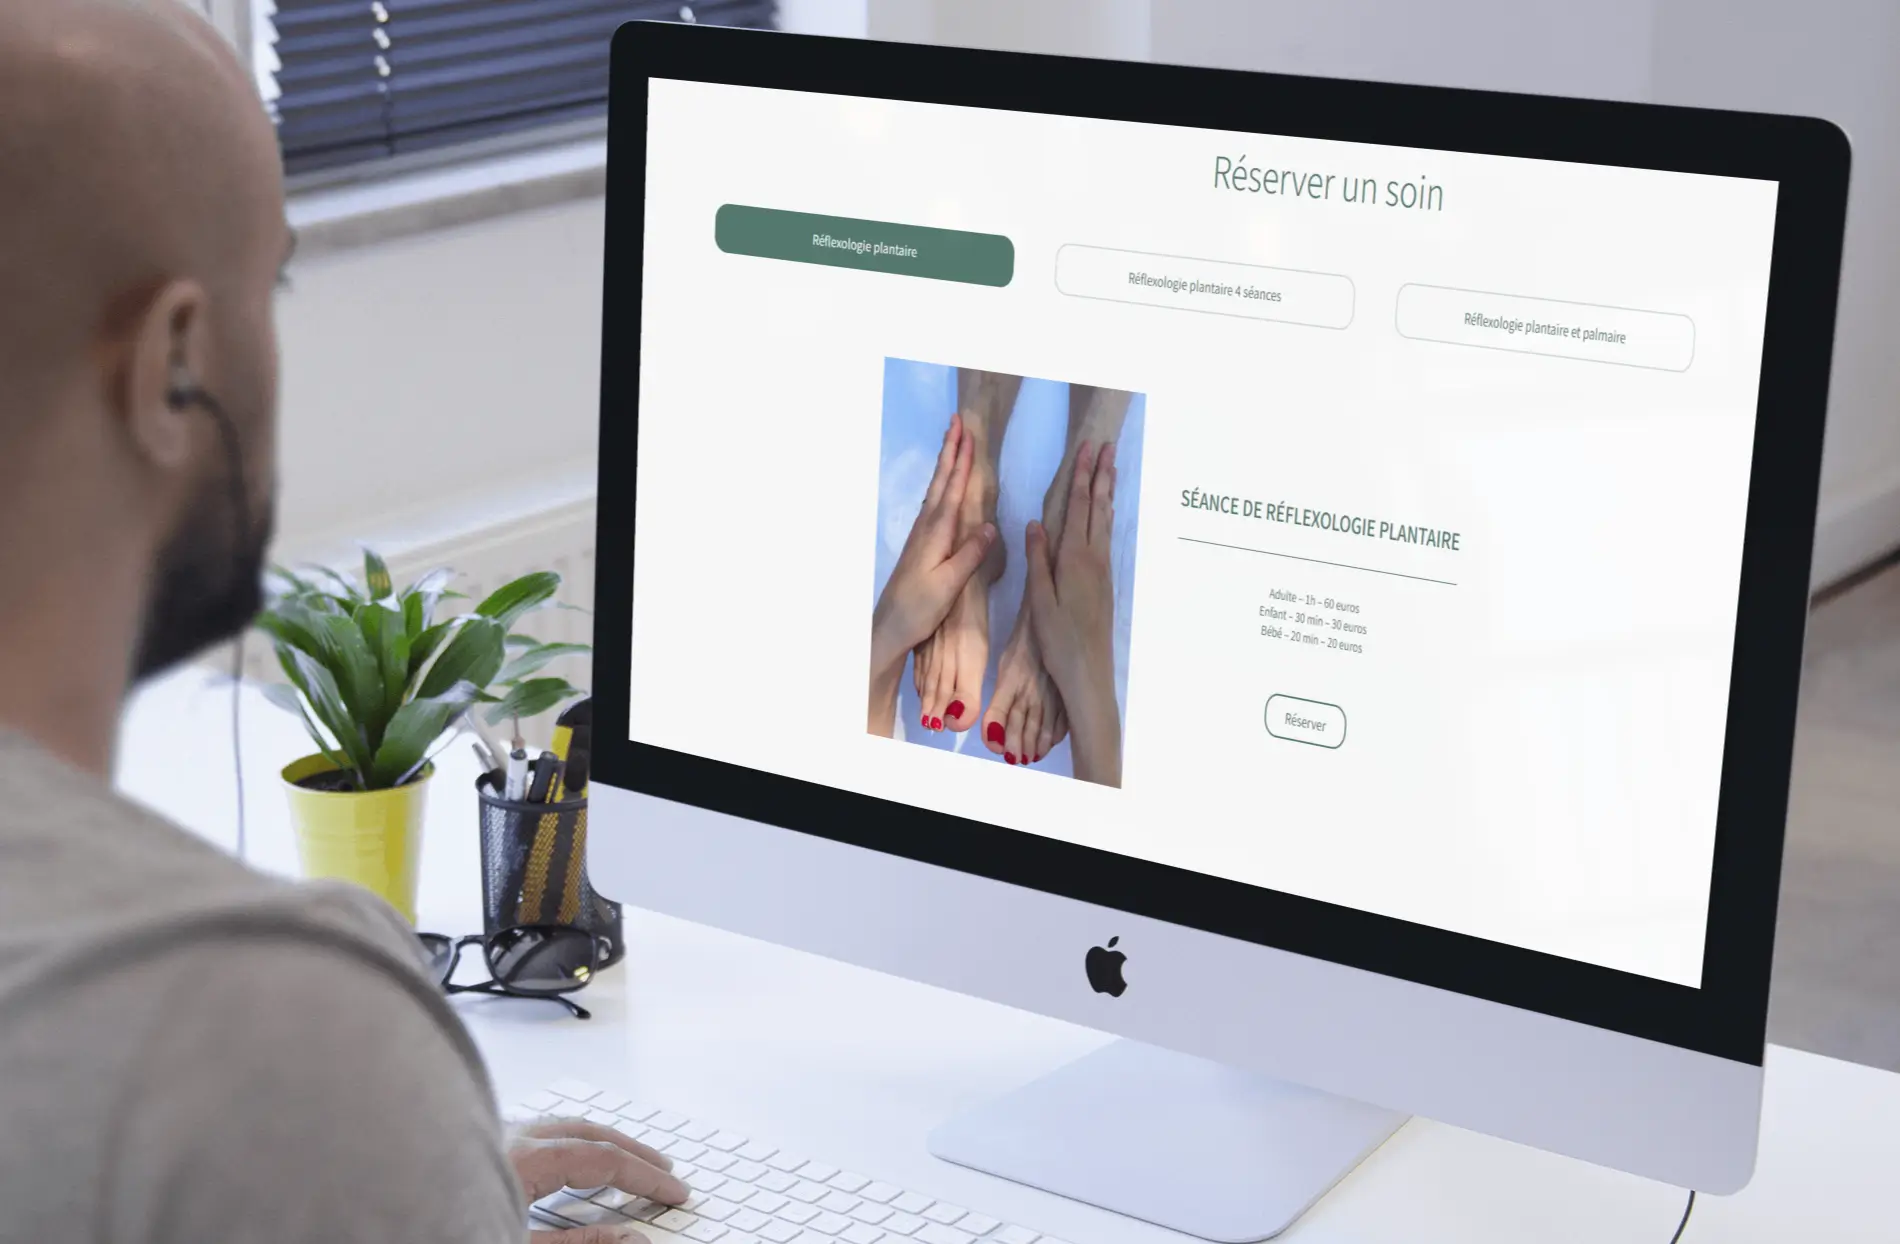 Réserver un soin
Réflexologie plantaire
Réflexologie plantaire 4 séances
Réflexologie plantaire et palmaire
SÉANCE DE RÉFLEXOLOGIE PLANTAIRE
Adulte – 1h – 60 euros
Enfant – 30 min – 30 euros
Bébé – 20 min – 20 euros
Réserver